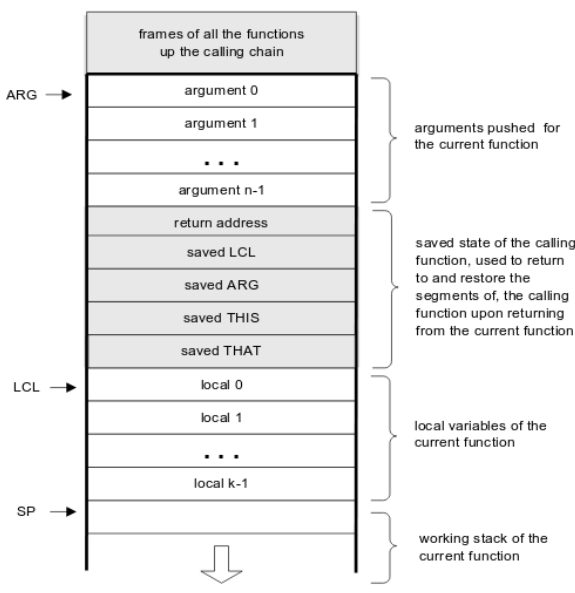 frames of all the functions
up the calling chain
ARG
argument 0
argument 1
. . .
argument n-1
arguments pushed for
the current function
return address
saved LCL
saved ARG
saved THIS
saved THAT
saved state of the calling
function, used to return
to and restore the
segments of, the calling
function upon returning
from the current function
LCL
local 0
local 1
. . .
local k-1
local variables of the
current function
SP
working stack of the
current function